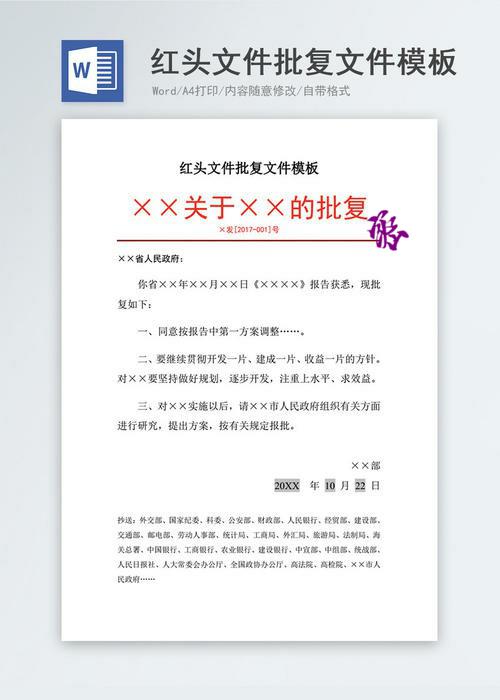 W
红头文件批复文件模板
Word/A4打印/内容随意修改/自带格式
红头文件批复文件模板
××关于××的批复
×发[2017-001]号
××省人民政府：
你省××年××月××日《××××》报告获悉，现批
复如下：
一、同意按报告中第一方案调整……。
二、要继续贯彻开发一片、建成一片、收益一片的方针。
对××要坚持做好规划，逐步开发，注重上水平、求效益。
三、对××实施以后，请××市人民政府组织有关方面
进行研究，提出方案，按有关规定报批。
××部
20XX 年 10 月 22 日
抄送：外交部、国家纪委、科委、公安部、财政部、人民银行、经贸部、建设部、
交通部、邮电部、劳动人事部、统计局、工商局、外汇局、旅游局、法制局、海
关总署、中国银行、工商银行、农业银行、建设银行、中宣部、中组部、统战部、
人民日报社、人大常委会办公厅、全国政协办公厅、高法院、高检院、××市人
民政府……